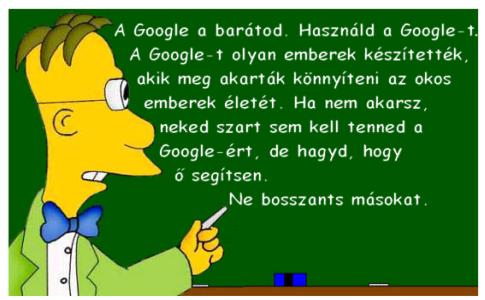 A Google a barátod. Használd a Google-t.
A Google-t olyan emberek készítették,
akik meg akarták könnyíteni az okos
emberek életét. Ha nem akarsz,
neked szart sem kell tenned a
Google-ért, de hagyd, hogy
ő segítsen.
Ne bosszants másokat.